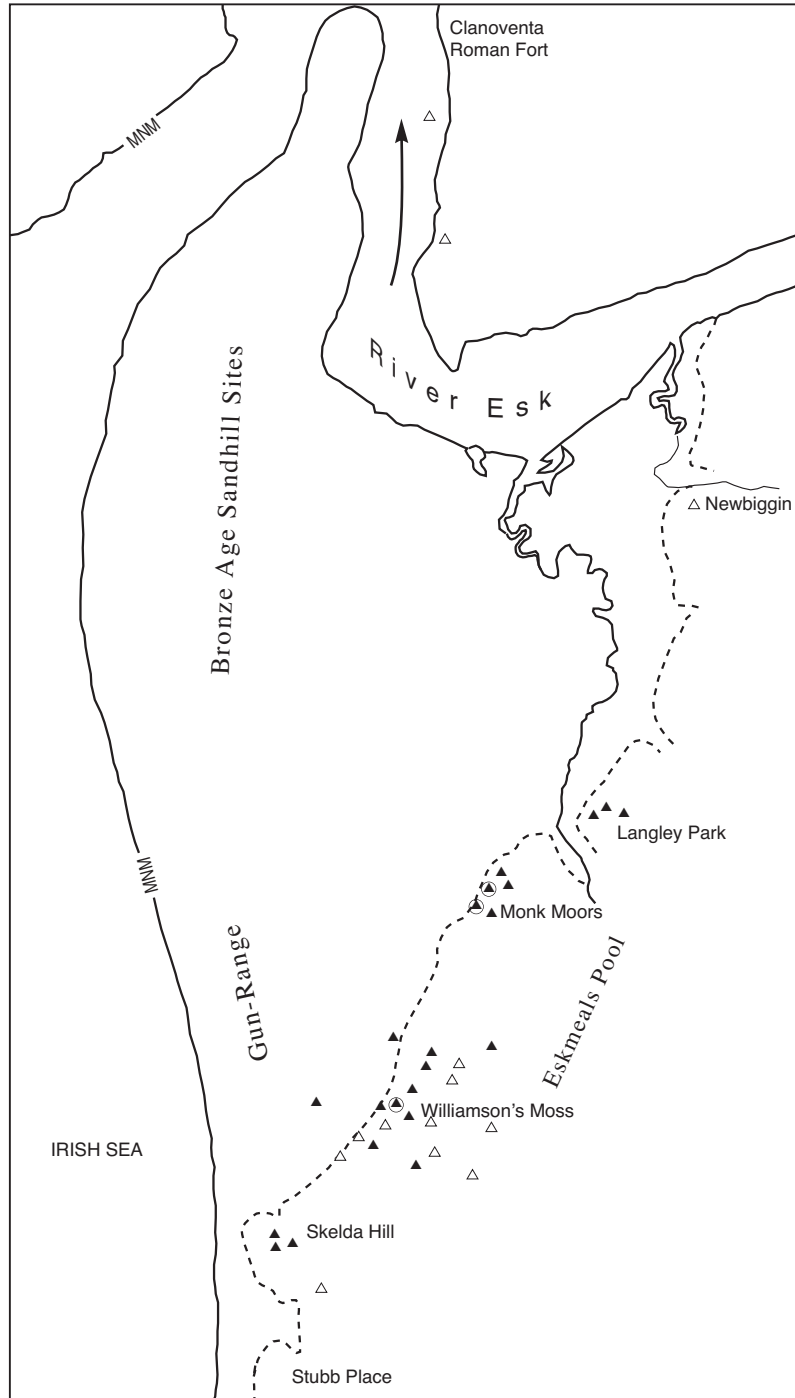 Clanoventa
Roman Fort
MNM
River Esk
Bronze Age Sandhill Sites
Newbiggin
Langley Park
MNM
Monk Moors
Gun-Range
Eskmeals Pool
Williamson's Moss
IRISH SEA
Skelda Hill
Stubb Place